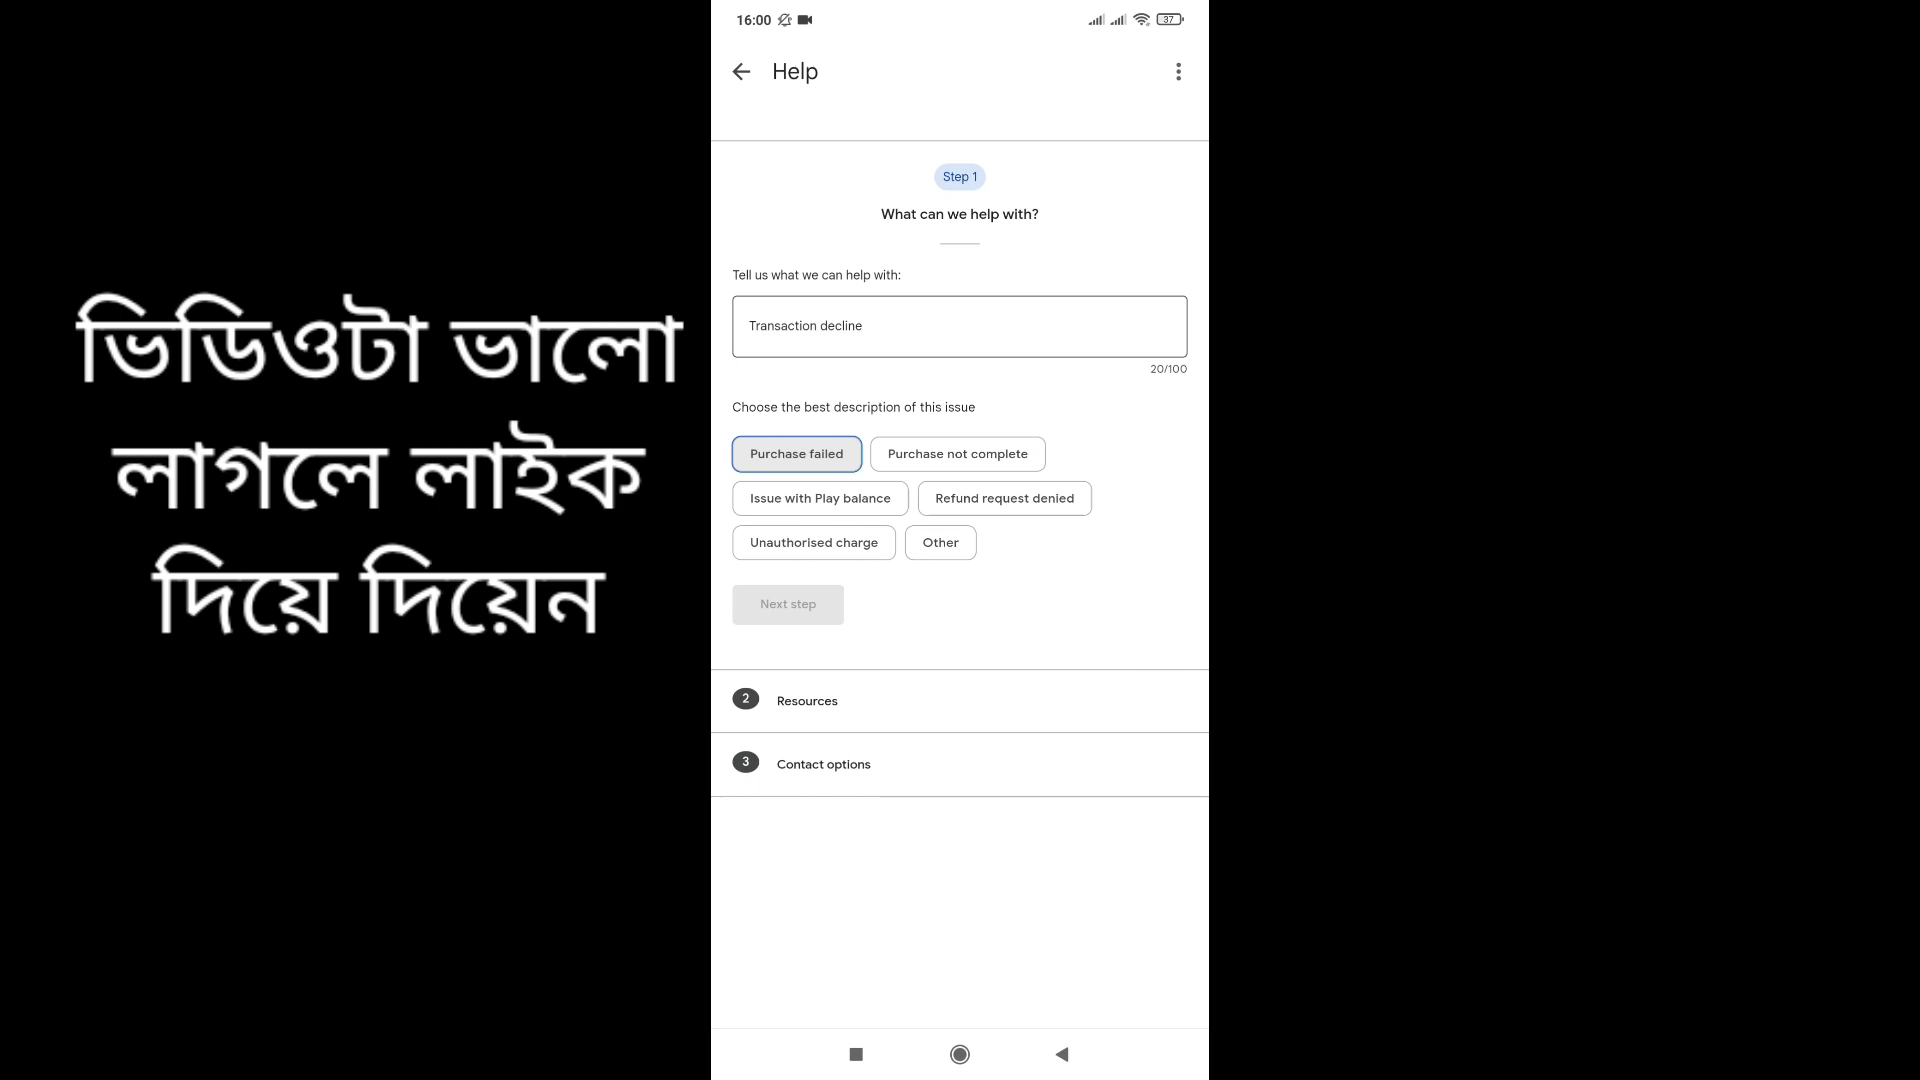 ভিডিওটা ভালো
লাগলে লাইক
দিয়ে দিয়েন
16:00
37
Help
Step 1
What can we help with?
Tell us what we can help with:
Transaction decline
20/100
Choose the best description of this issue
Purchase failed Purchase not complete
Issue with Play balance Refund request denied
Unauthorised charge Other
Next step
2 Resources
3 Contact options